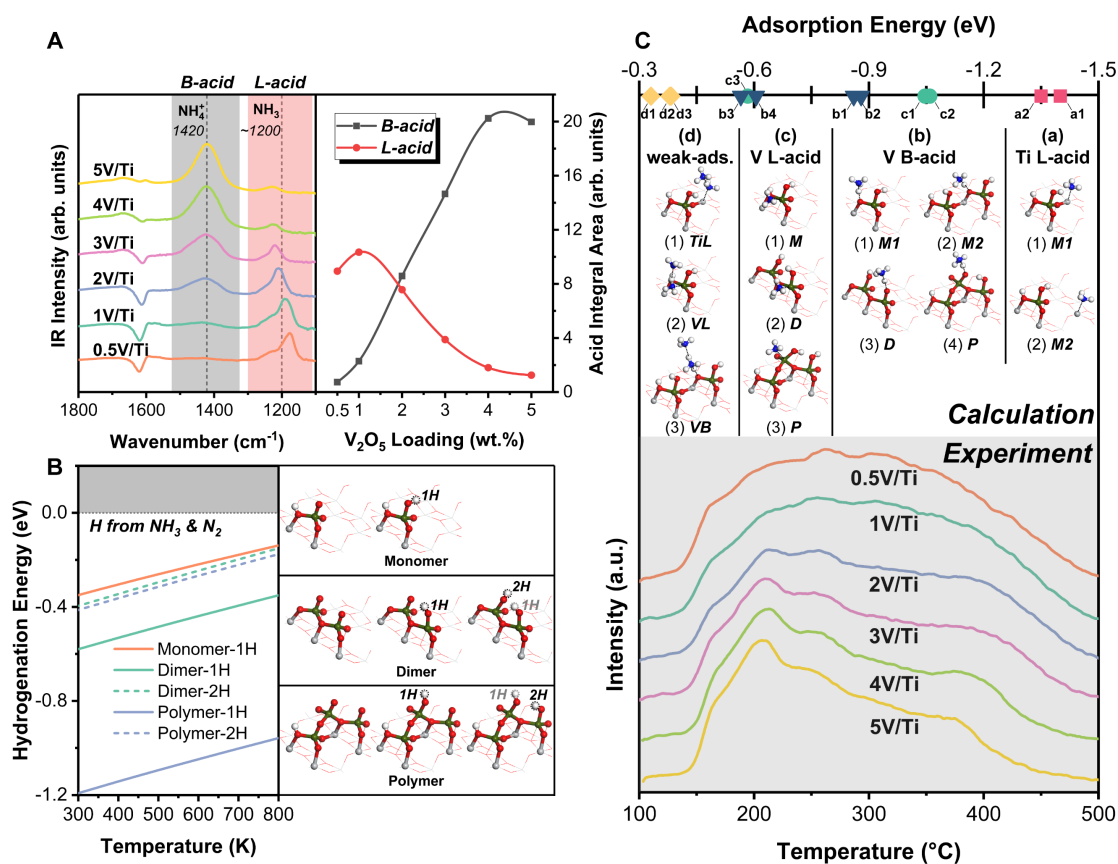 A
B-acid
L-acid
NH₄⁺
1420
NH₃
~1200
5V/Ti
4V/Ti
3V/Ti
2V/Ti
1V/Ti
0.5V/Ti
IR Intensity (arb. units)
1800
1600
1400
1200
Wavenumber (cm⁻¹)
B-acid
L-acid
0.5
1
2
3
4
5
V₂O₅ Loading (wt.%)
20
16
12
8
4
0
Acid Integral Area (arb. units)
B
0.0
-0.4
-0.8
-1.2
Hydrogenation Energy (eV)
H from NH₃ & N₂
Monomer-1H
Dimer-1H
Dimer-2H
Polymer-1H
Polymer-2H
300
400
500
600
700
800
Temperature (K)
1H
Monomer
1H
2H
1H
Dimer
1H
1H
2H
Polymer
C
Adsorption Energy (eV)
-0.3
-0.6
-0.9
-1.2
-1.5
c3
d1
d2
d3
b3
b4
b1
b2
c1
c2
a2
a1
(d)
weak-ads.
(c)
V L-acid
(b)
V B-acid
(a)
Ti L-acid
(1) TiL
(1) M
(1) M1
(2) M2
(1) M1
(2) VL
(2) D
(3) D
(4) P
(2) M2
(3) VB
(3) P
Calculation
Experiment
0.5V/Ti
1V/Ti
2V/Ti
3V/Ti
4V/Ti
5V/Ti
Intensity (a.u.)
100
200
300
400
500
Temperature (°C)